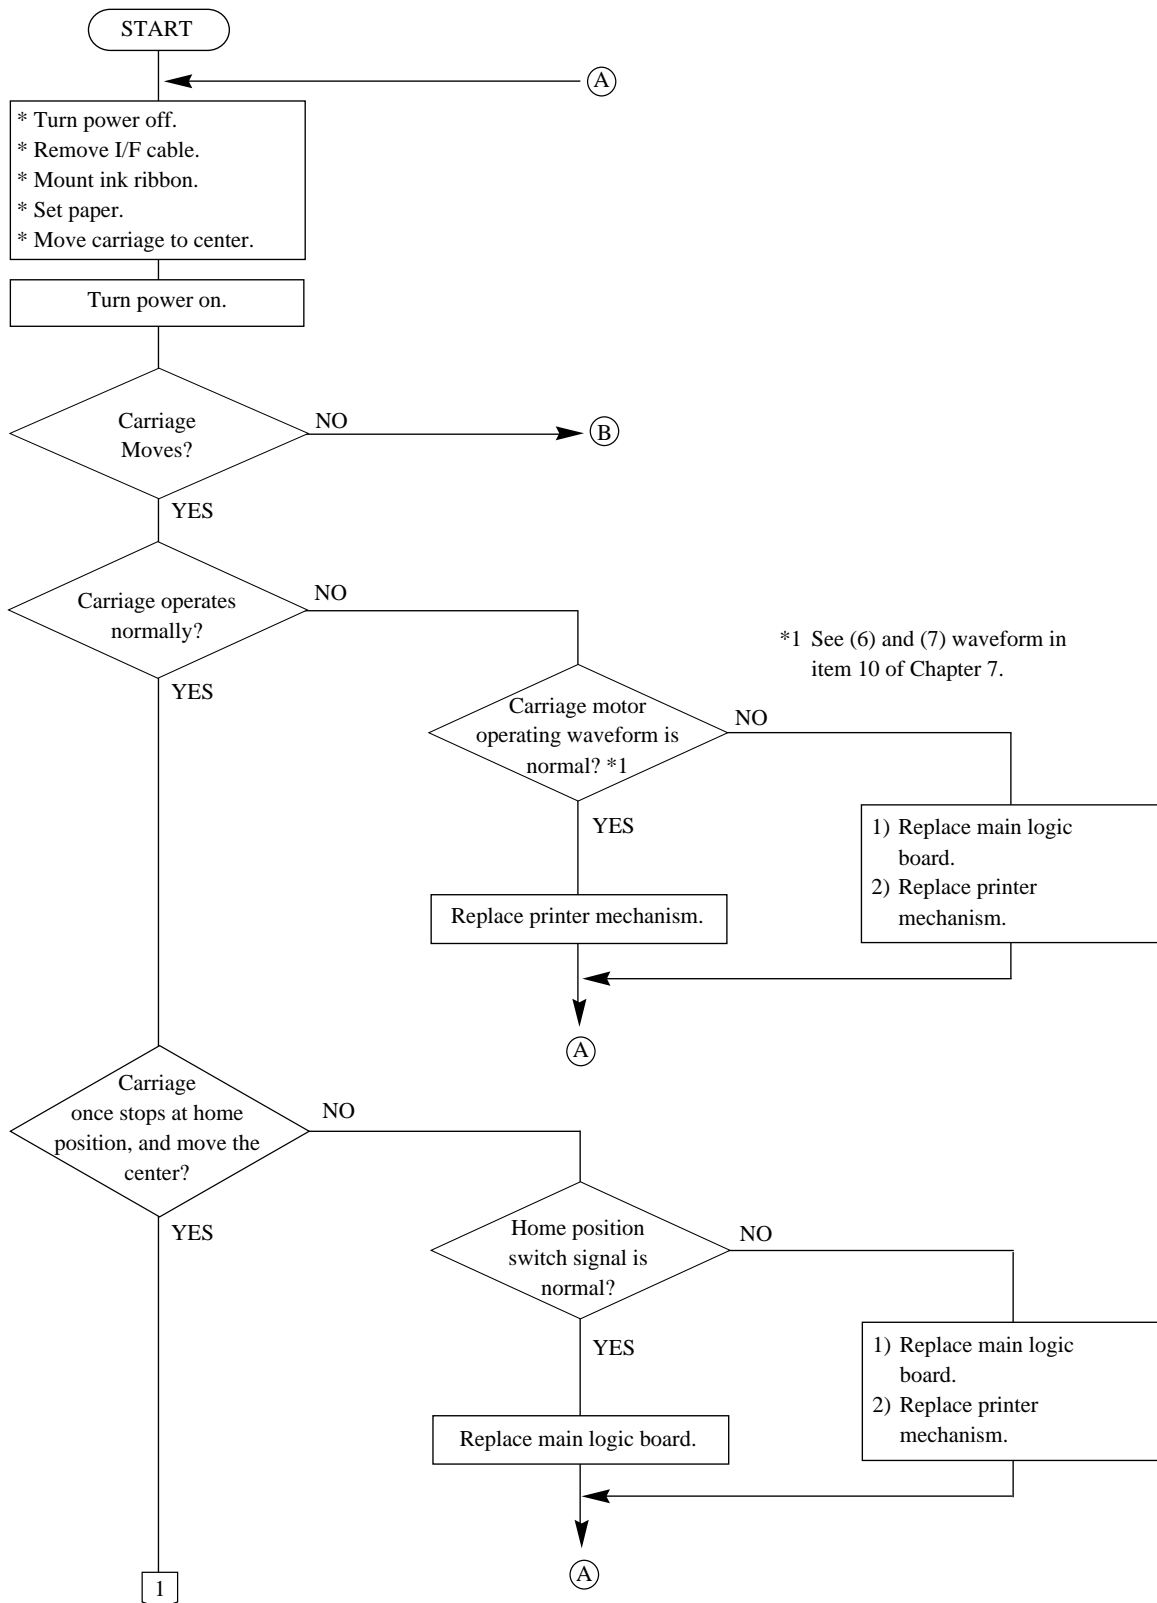 START
A
* Turn power off.
* Remove I/F cable.
* Mount ink ribbon.
* Set paper.
* Move carriage to center.
Turn power on.
Carriage
Moves?
NO
B
YES
Carriage operates
normally?
NO
YES
*1 See (6) and (7) waveform in
item 10 of Chapter 7.
Carriage motor
operating waveform is
normal? *1
NO
YES
1) Replace main logic
board.
2) Replace printer
mechanism.
Replace printer mechanism.
A
Carriage
once stops at home
position, and move the
center?
NO
YES
Home position
switch signal is
normal?
NO
YES
1) Replace main logic
board.
2) Replace printer
mechanism.
Replace main logic board.
A
1